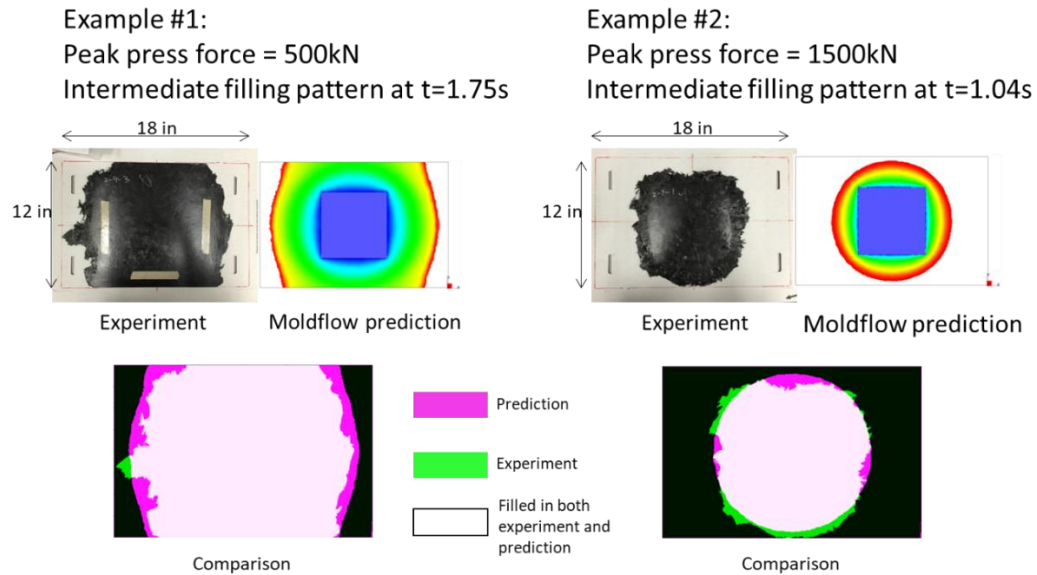 Example #1:
Peak press force = 500kN
Intermediate filling pattern at t=1.75s
18 in
12 in
Experiment
Moldflow prediction
Comparison
Example #2:
Peak press force = 1500kN
Intermediate filling pattern at t=1.04s
18 in
12 in
Experiment
Moldflow prediction
Comparison
Prediction
Experiment
Filled in both
experiment and
prediction